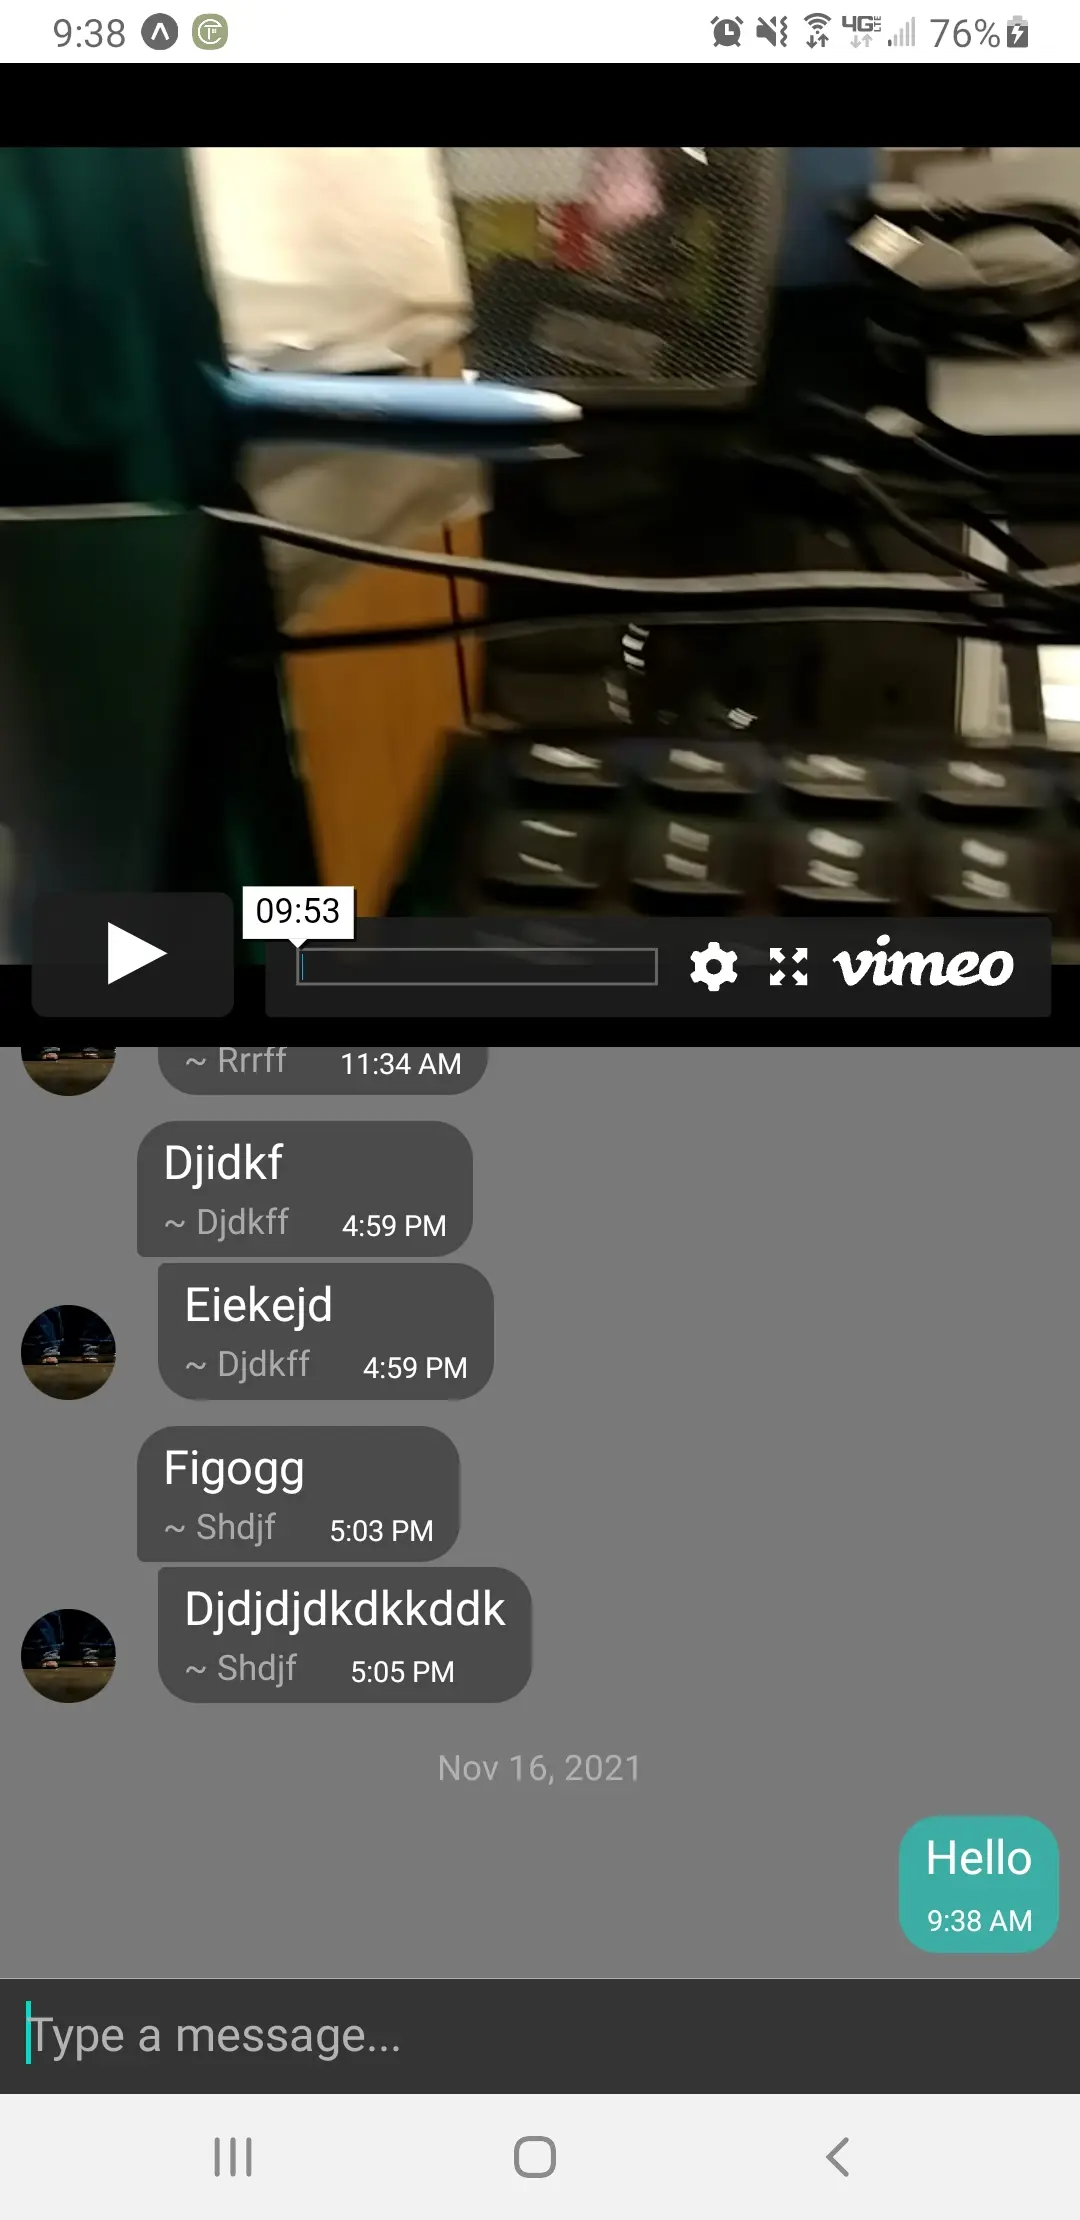 9:38
4G LTE 76%
09:53
vimeo
~ Rrrff 11:34 AM
Djidkf
~ Djdkff 4:59 PM
Eiekejd
~ Djdkff 4:59 PM
Figogg
~ Shdjf 5:03 PM
Djdjdjdkdkkddk
~ Shdjf 5:05 PM
Nov 16, 2021
Hello
9:38 AM
Type a message...